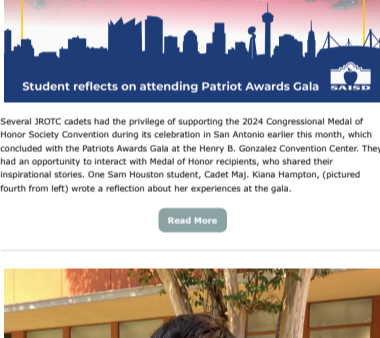 Student reflects on attending Patriot Awards Gala
SAISD
Several JROTC cadets had the privilege of supporting the 2024 Congressional Medal of
Honor Society Convention during its celebration in San Antonio earlier this month, which
concluded with the Patriots Awards Gala at the Henry B. Gonzalez Convention Center. They
had an opportunity to interact with Medal of Honor recipients, who shared their
inspirational stories. One Sam Houston student, Cadet Maj. Kiana Hampton, (pictured
fourth from left) wrote a reflection about her experiences at the gala.
Read More